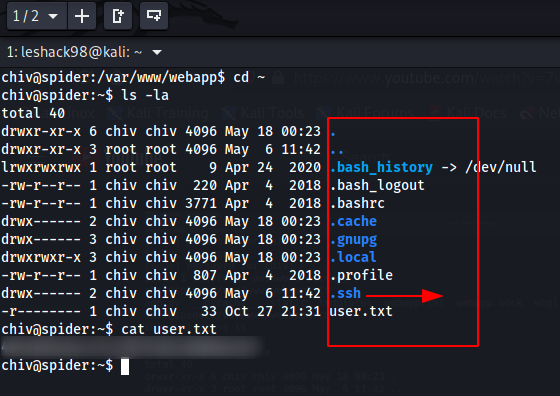 1 / 2
1: leshack98@kali: ~
chiv@spider:/var/www/webapp$ cd ~
chiv@spider:~$ ls -la
total 40
drwxr-xr-x 6 chiv chiv 4096 May 18 00:23 .
drwxr-xr-x 3 root root 4096 May  6 11:42 ..
lrwxrwxrwx 1 root root    9 Apr 24  2020 .bash_history -> /dev/null
-rw-r--r-- 1 chiv chiv  220 Apr  4  2018 .bash_logout
-rw-r--r-- 1 chiv chiv 3771 Apr  4  2018 .bashrc
drwx------ 2 chiv chiv 4096 May 18 00:23 .cache
drwx------ 3 chiv chiv 4096 May 18 00:23 .gnupg
drwxrwxr-x 3 chiv chiv 4096 May 18 00:23 .local
-rw-r--r-- 1 chiv chiv  807 Apr  4  2018 .profile
drwx------ 2 chiv chiv 4096 May  6 11:42 .ssh
-r-------- 1 chiv chiv   33 Oct 27 21:31 user.txt
chiv@spider:~$ cat user.txt
chiv@spider:~$